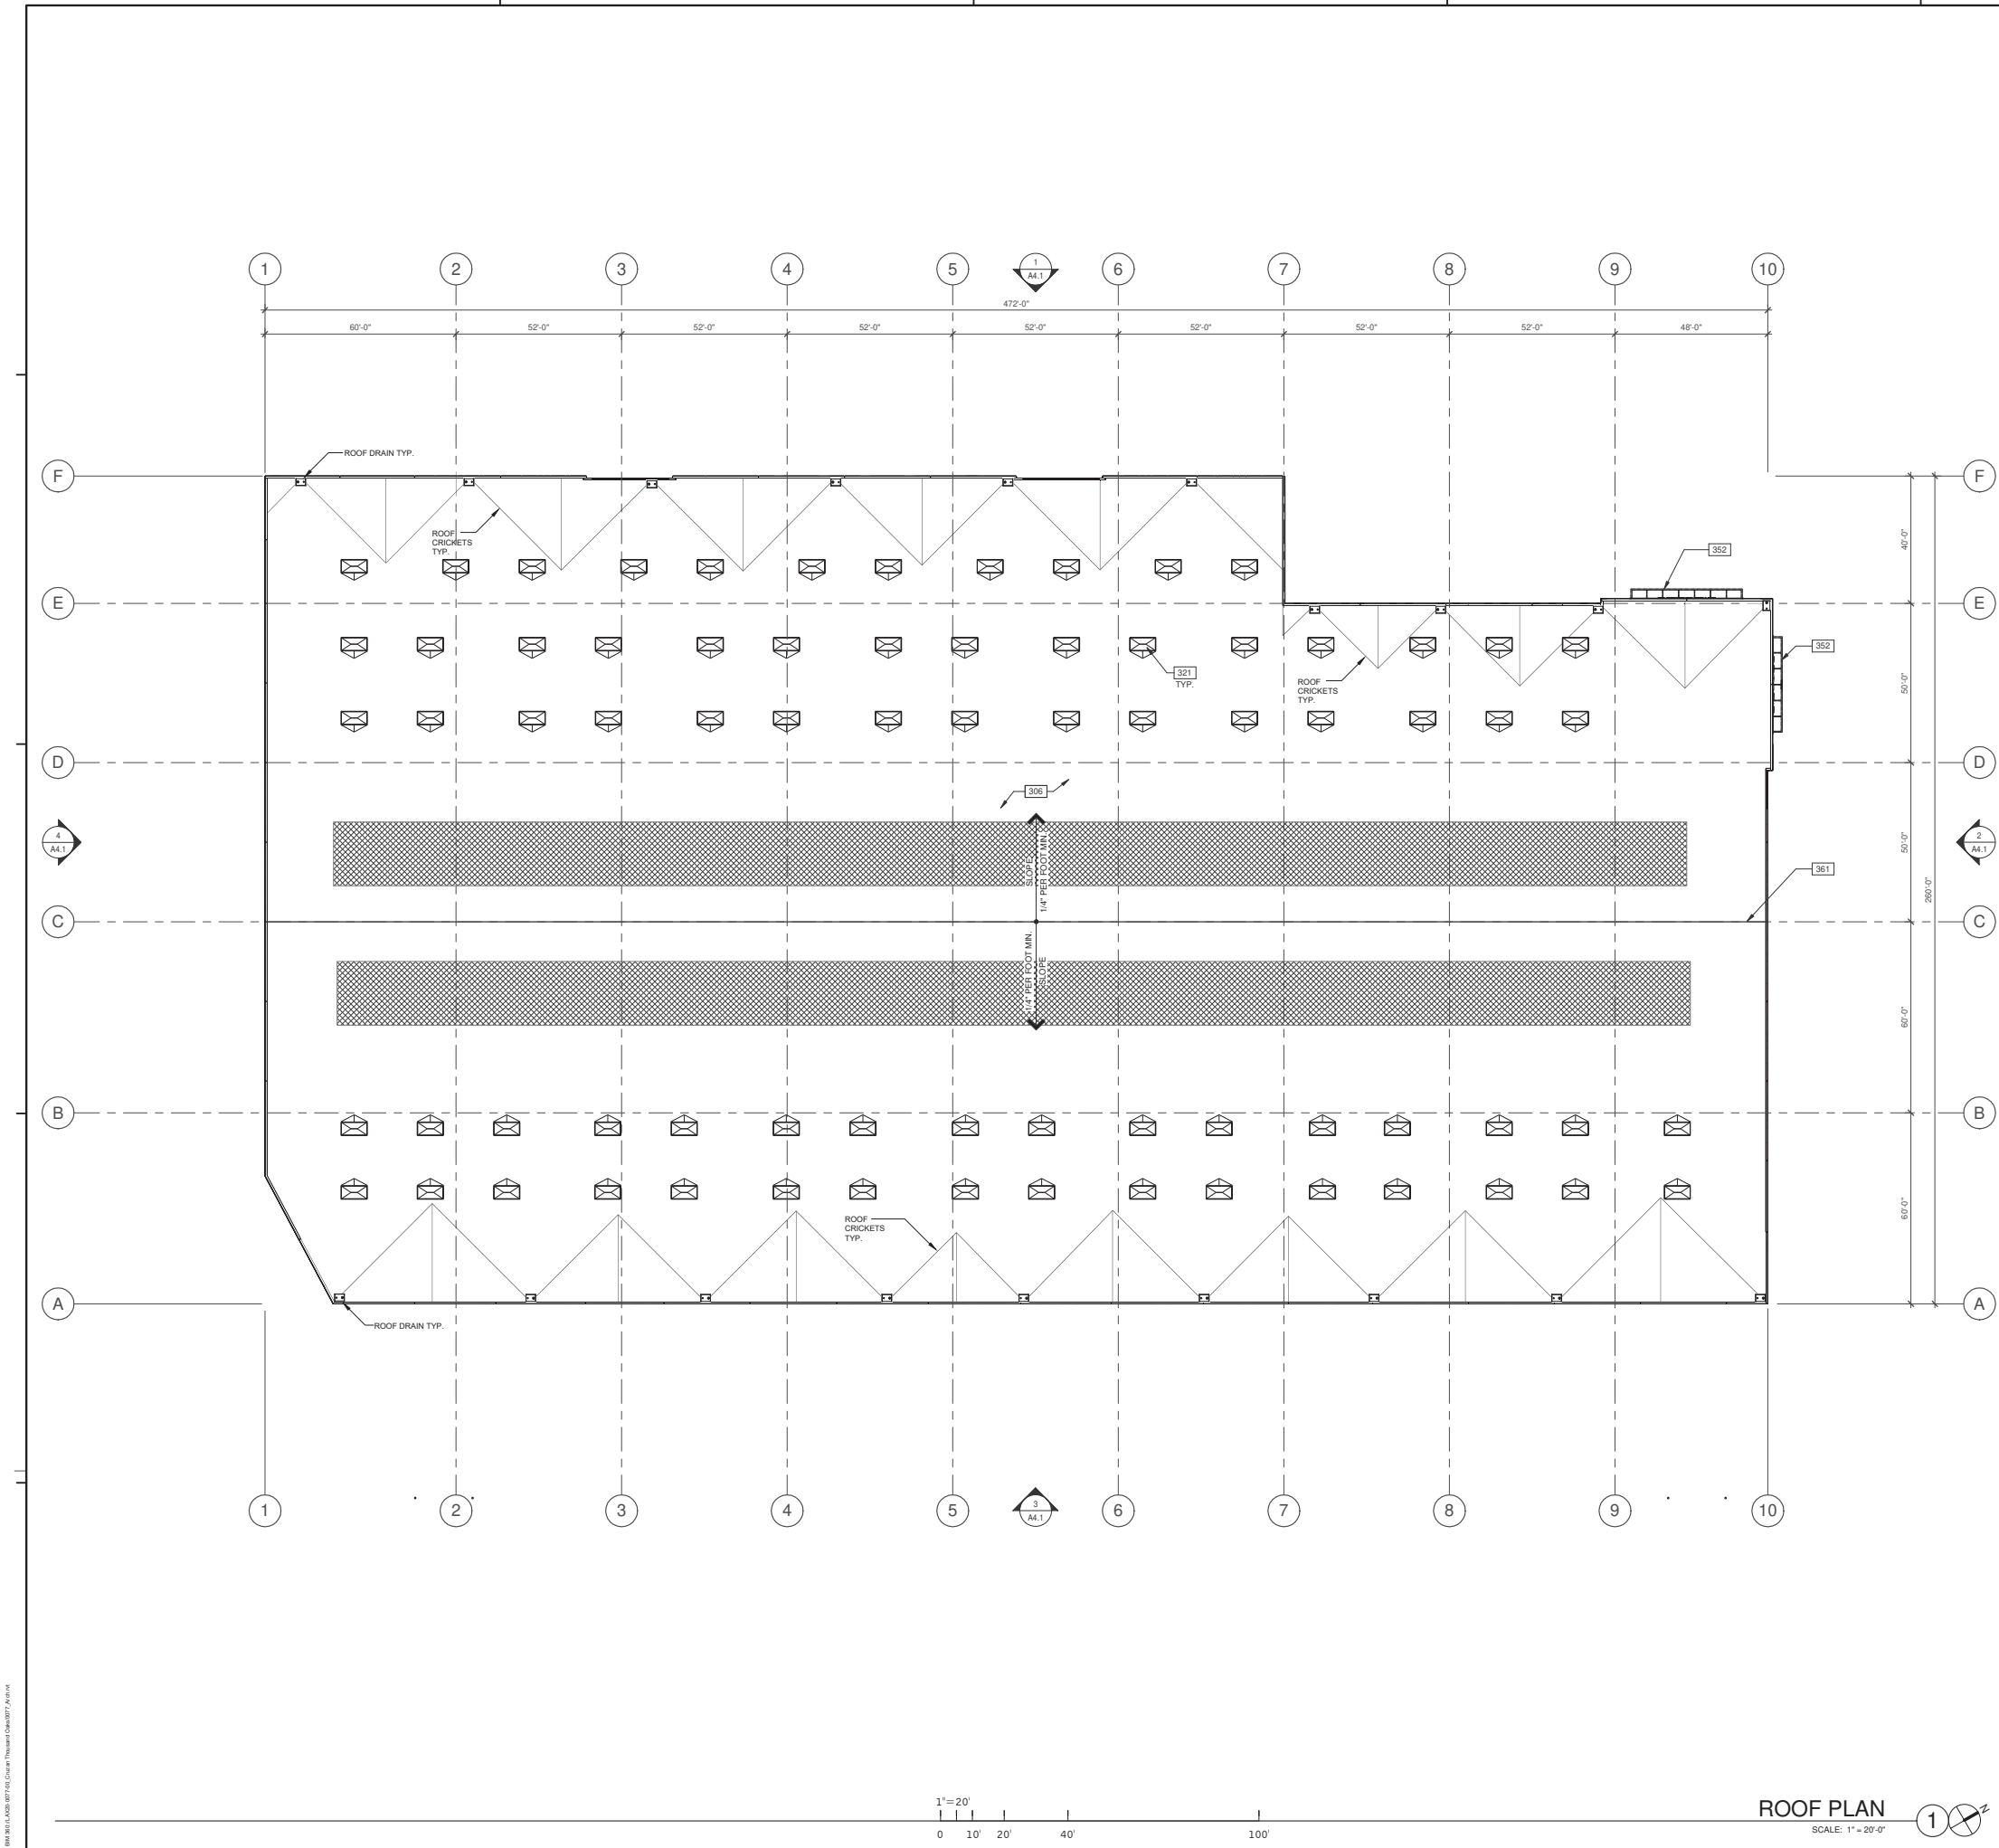 1
2
3
4
5
1
A4.1
6
7
8
9
10
472'-0"
60'-0"
52'-0"
52'-0"
52'-0"
52'-0"
52'-0"
52'-0"
52'-0"
48'-0"
ROOF DRAIN TYP.
F
F
ROOF
CRICKETS
TYP.
40'-0"
352
E
E
352
321
TYP.
ROOF
CRICKETS
TYP.
50'-0"
D
D
306
4
A4.1
2
A4.1
SLOPE
1/4" PER FOOT MIN.
50'-0"
361
260'-0"
C
C
1/4" PER FOOT MIN.
SLOPE
60'-0"
B
B
60'-0"
ROOF
CRICKETS
TYP.
A
A
ROOF DRAIN TYP.
1
2
3
4
5
3
A4.1
6
7
8
9
10
1"=20'
0 10' 20' 40' 100'
ROOF PLAN
SCALE: 1" = 20'-0"
1
N